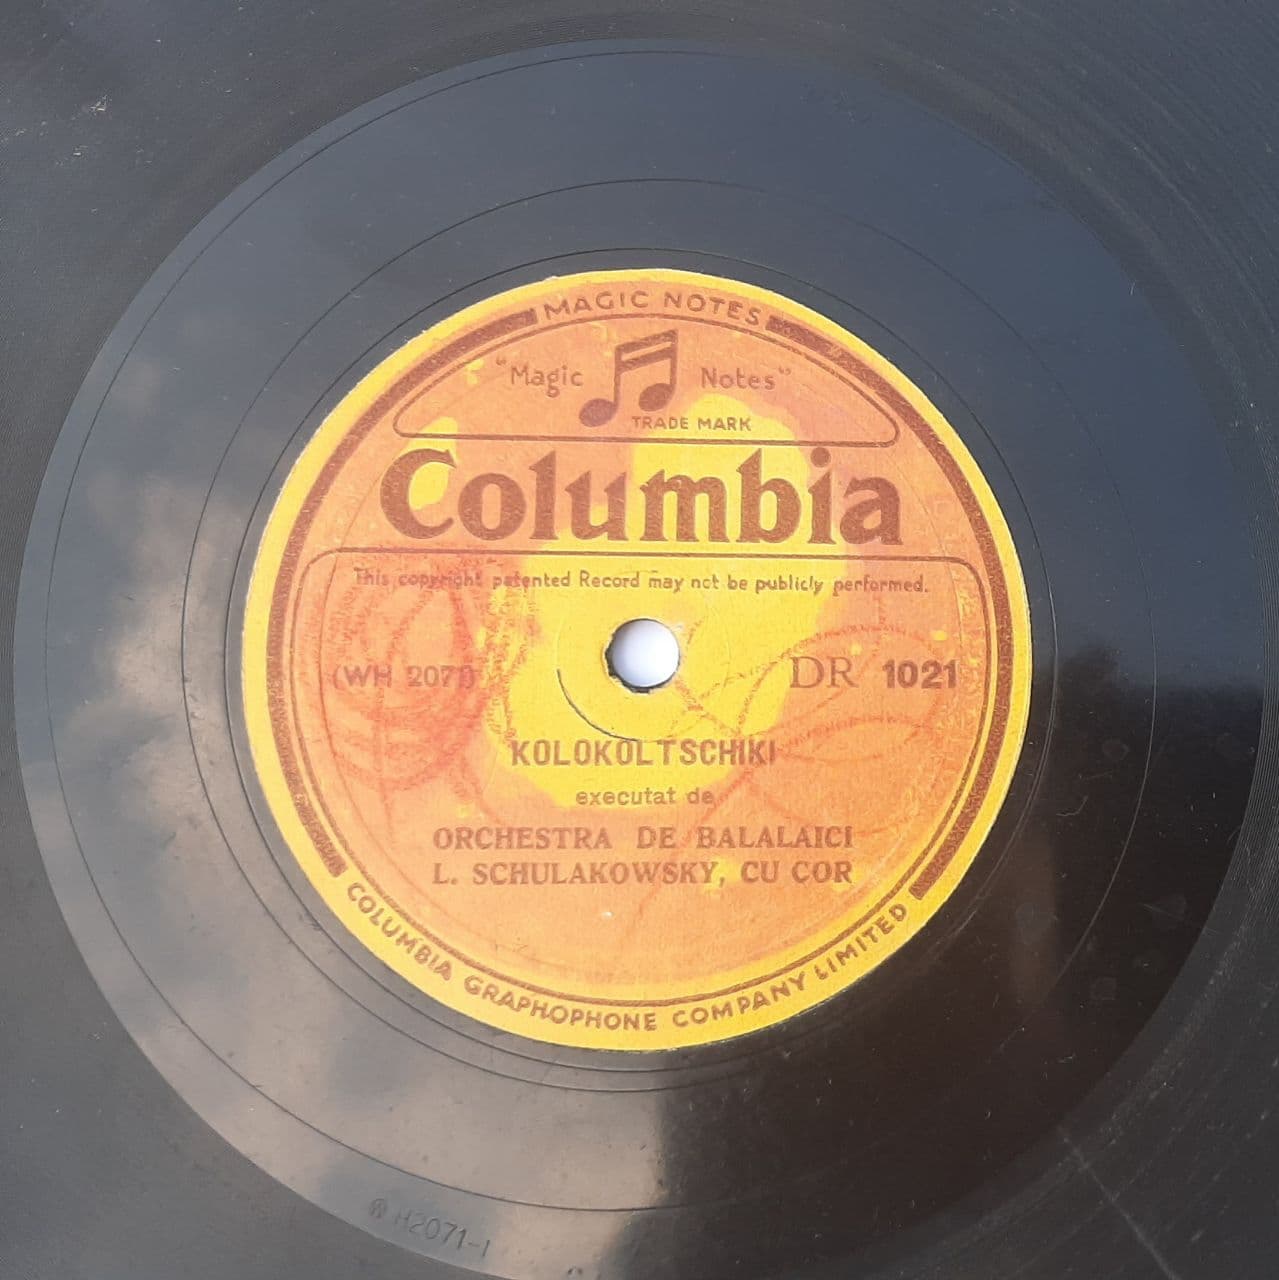 MAGIC NOTES
"Magic Notes"
TRADE MARK
Columbia
This copyright patented Record may not be publicly performed.
(WH 2071)
DR 1021
KOLOKOLTSCHIKI
executat de
ORCHESTRA DE BALALAICI
L. SCHULAKOWSKY, CU COR
COLUMBIA GRAPHOPHONE COMPANY LIMITED
H2071-1